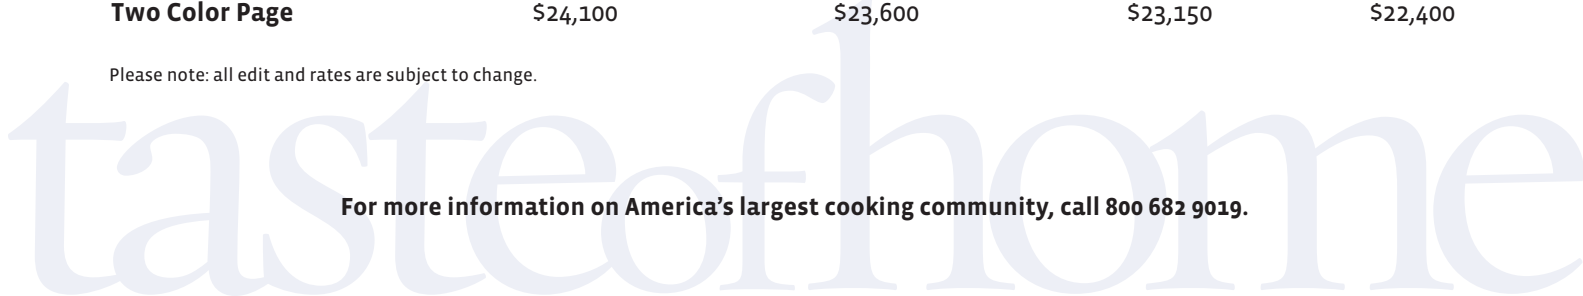 Two Color Page $24,100 $23,600 $23,150 $22,400
Please note: all edit and rates are subject to change.
tasteofhome
For more information on America’s largest cooking community, call 800 682 9019.